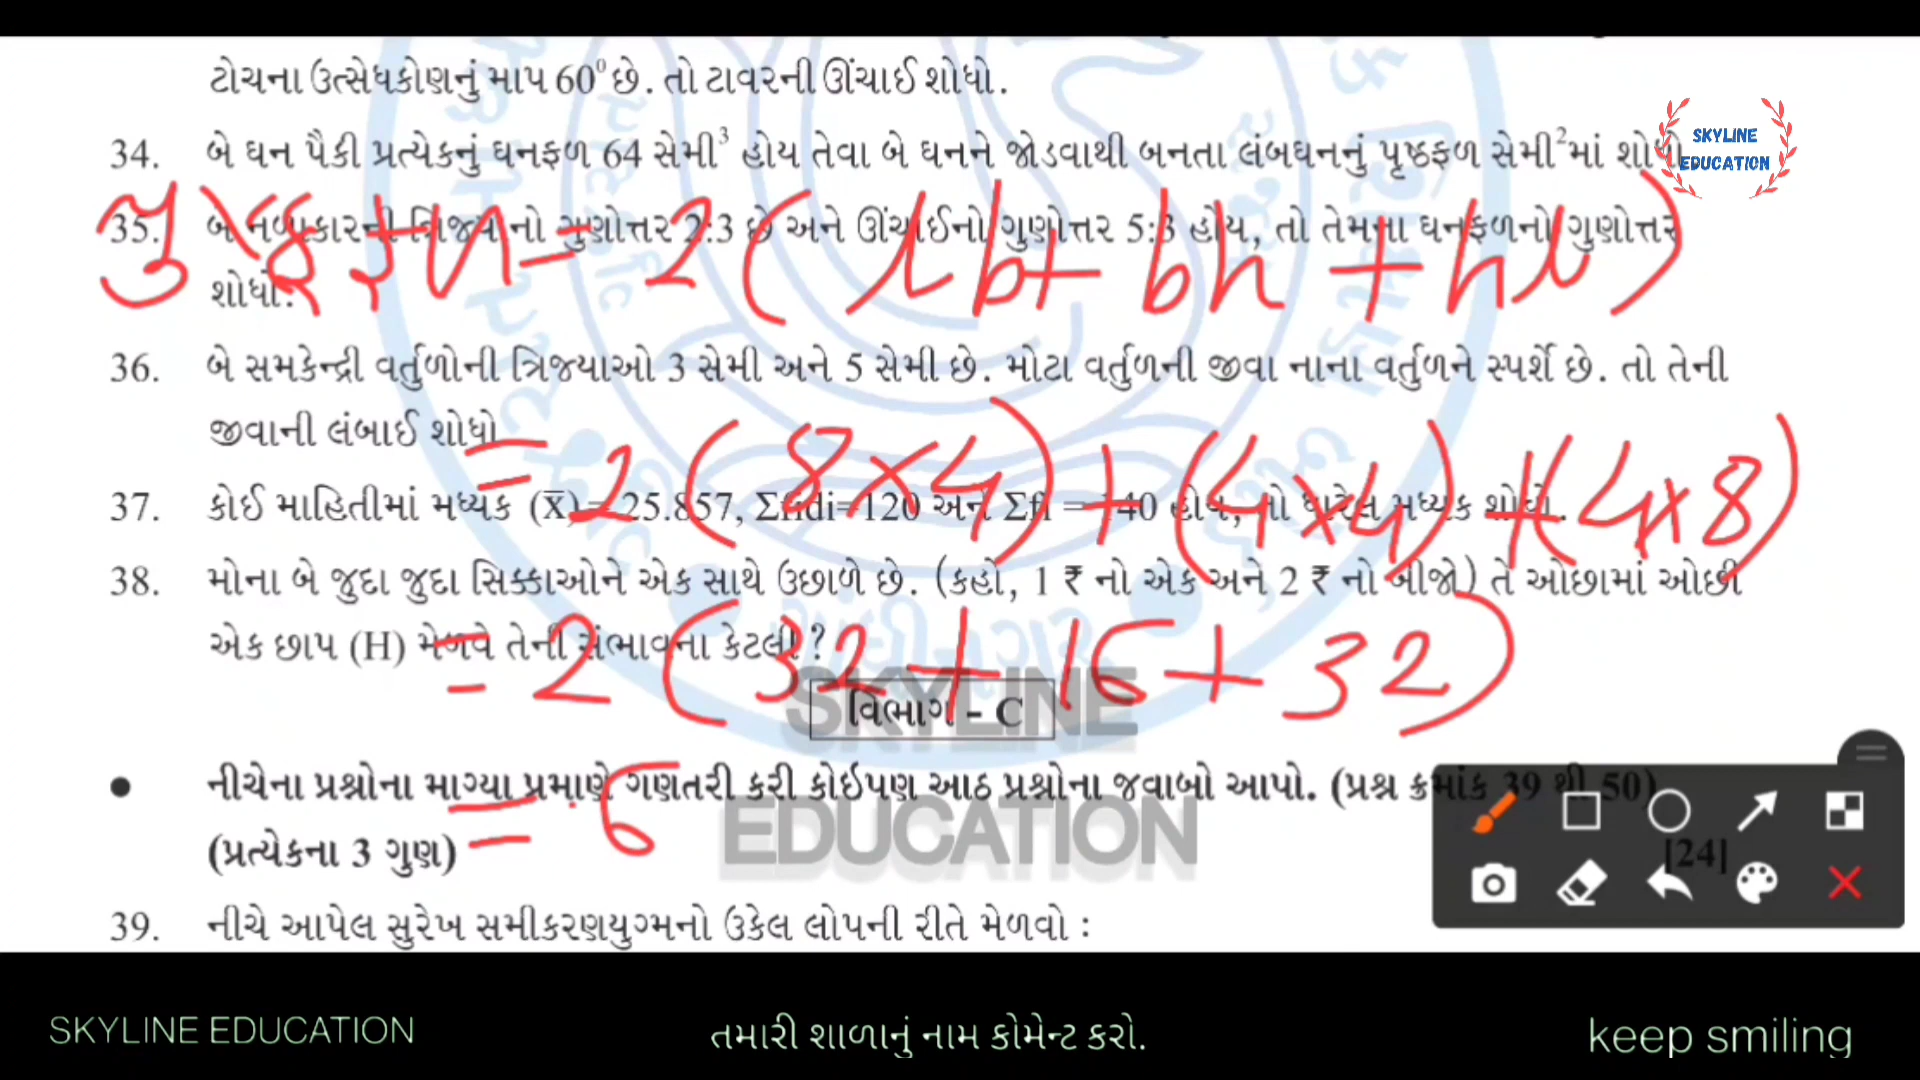 ટોચના ઉત્સેધકોણનું માપ 60⁰ છે. તો ટાવરની ઊંચાઈ શોધો.
34. બે ઘન પૈકી પ્રત્યેકનું ઘનફળ 64 સેમી³ હોય તેવા બે ઘનને જોડવાથી બનતા લંબઘનનું પૃષ્ઠફળ સેમી²માં શોધો
SKYLINE
EDUCATION
પૃષ્ઠફળ = 2(lb + bh + hl)
35. બે નળાકારની ત્રિજ્યાનો ગુણોત્તર 2:3 છે અને ઊંચાઈનો ગુણોત્તર 5:3 હોય, તો તેમના ઘનફળનો ગુણોત્તર
શોધો.
36. બે સમકેન્દ્રી વર્તુળોની ત્રિજ્યાઓ 3 સેમી અને 5 સેમી છે. મોટા વર્તુળની જીવા નાના વર્તુળને સ્પર્શે છે. તો તેની
જીવાની લંબાઈ શોધો
= 2(8×4) + (4×4) + (4×8)
37. કોઈ માહિતીમાં મધ્યક (x̅) = 25.857, Σfidi=120 અને Σfi = 140 હોય, તો ધારેલ મધ્યક શોધો.
38. મોના બે જુદા જુદા સિક્કાઓને એક સાથે ઉછાળે છે. (કહો, 1 ₹ નો એક અને 2 ₹ નો બીજો) તે ઓછામાં ઓછી
એક છાપ (H) મેળવે તેની સંભાવના કેટલી ?
= 2(32+16+32)
SKYLINE
EDUCATION
વિભાગ - C
નીચેના પ્રશ્નોના માગ્યા પ્રમાણે ગણતરી કરી કોઈપણ આઠ પ્રશ્નોના જવાબો આપો. (પ્રશ્ન ક્રમાંક 39 થી 50)
(પ્રત્યેકના 3 ગુણ) [24]
= 6
39. નીચે આપેલ સુરેખ સમીકરણયુગ્મનો ઉકેલ લોપની રીતે મેળવો :
SKYLINE EDUCATION
તમારી શાળાનું નામ કોમેન્ટ કરો.
keep smiling